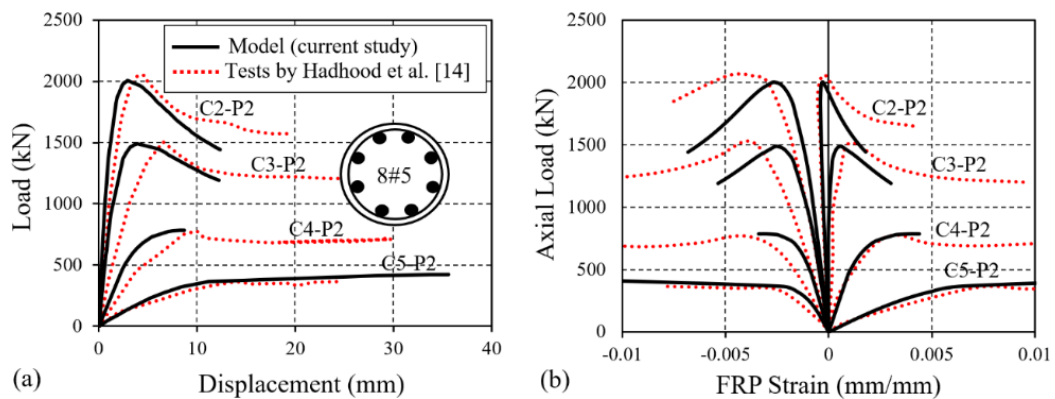 2500
2000
1500
1000
500
0
0
10
20
30
40
Load (kN)
Displacement (mm)
(a)
Model (current study)
Tests by Hadhood et al. [14]
C2-P2
C3-P2
8#5
C4-P2
C5-P2
2500
2000
1500
1000
500
0
-0.01
-0.005
0
0.005
0.01
Axial Load (kN)
FRP Strain (mm/mm)
(b)
C2-P2
C3-P2
C4-P2
C5-P2